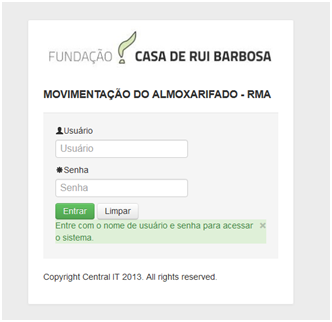 FUNDAÇÃO CASA DE RUI BARBOSA
MOVIMENTAÇÃO DO ALMOXARIFADO - RMA
Usuário
Usuário
Senha
Senha
Entrar Limpar
Entre com o nome de usuário e senha para acessar ×
o sistema.
Copyright Central IT 2013. All rights reserved.